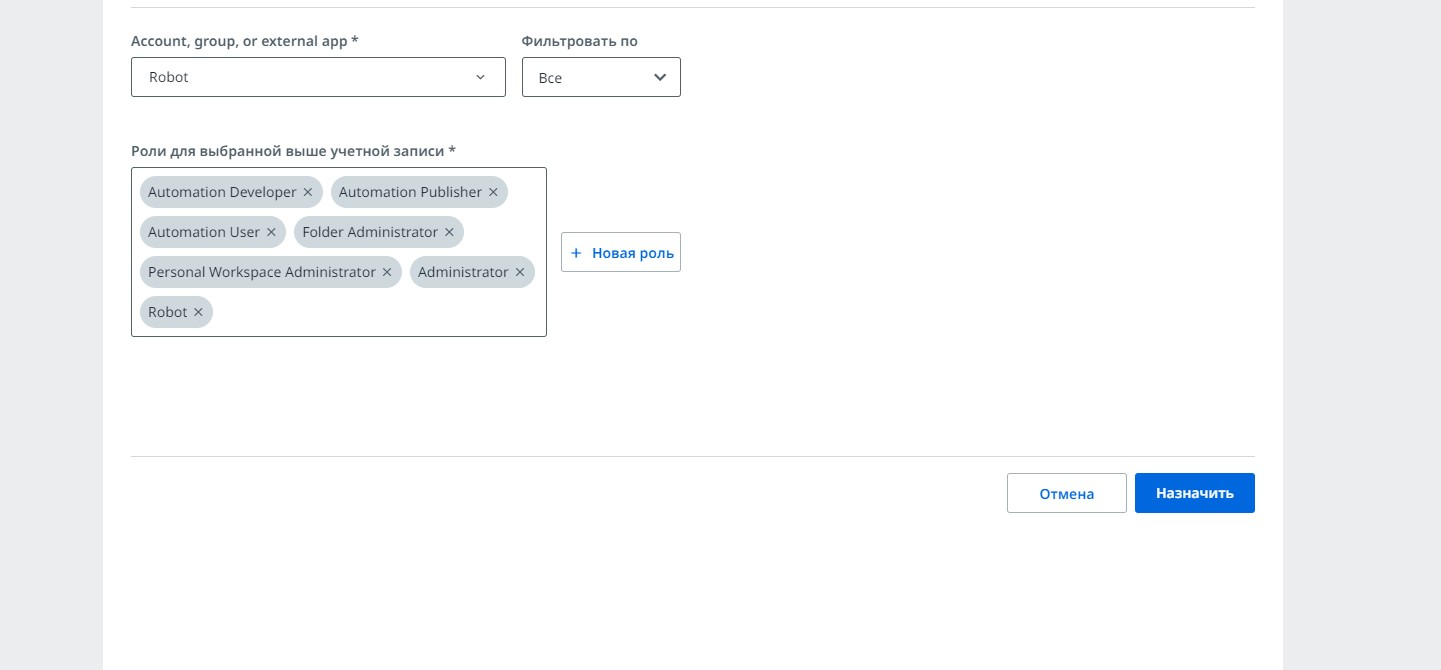 Account, group, or external app * Фильтровать по
Robot Все
Роли для выбранной выше учетной записи *
Automation Developer × Automation Publisher ×
Automation User × Folder Administrator ×
+ Новая роль
Personal Workspace Administrator × Administrator ×
Robot ×
Отмена Назначить